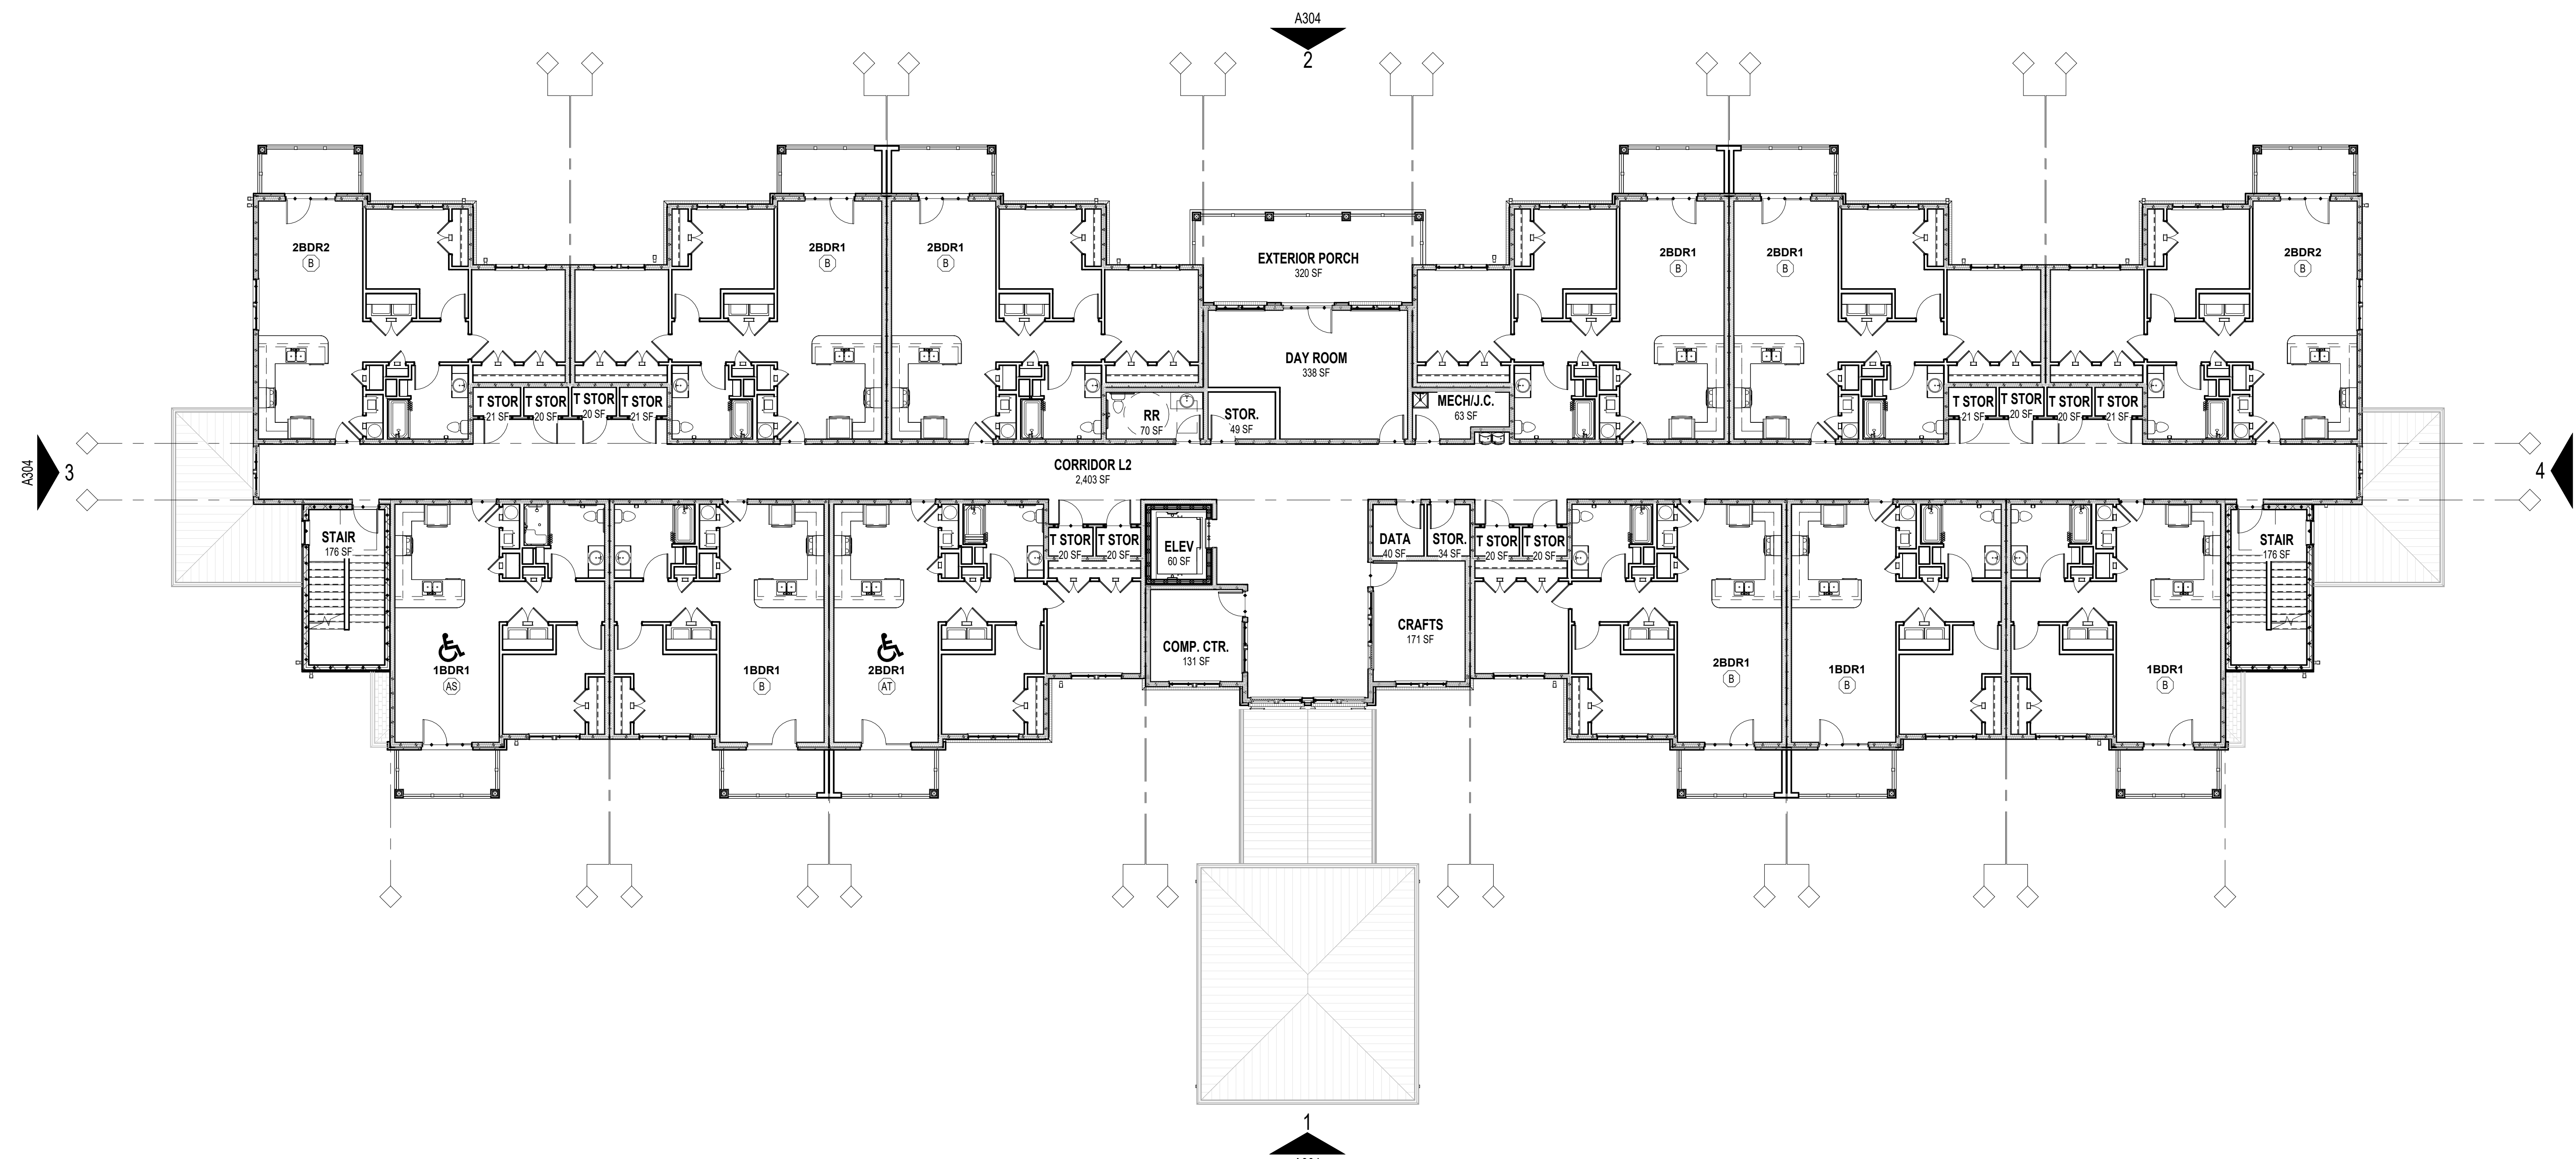 A304
2
2BDR2
B
2BDR1
B
2BDR1
B
EXTERIOR PORCH
320 SF
2BDR1
B
2BDR1
B
2BDR2
B
DAY ROOM
338 SF
T STOR
21 SF
T STOR
20 SF
T STOR
20 SF
T STOR
21 SF
RR
70 SF
STOR.
49 SF
MECH/J.C.
63 SF
T STOR
21 SF
T STOR
20 SF
T STOR
20 SF
T STOR
21 SF
A304
3
CORRIDOR L2
2,403 SF
4
STAIR
176 SF
T STOR
20 SF
T STOR
20 SF
ELEV
60 SF
DATA
40 SF
STOR.
34 SF
T STOR
20 SF
T STOR
20 SF
STAIR
176 SF
1BDR1
AS
1BDR1
B
2BDR1
AT
COMP. CTR.
131 SF
CRAFTS
171 SF
2BDR1
B
1BDR1
B
1BDR1
B
1